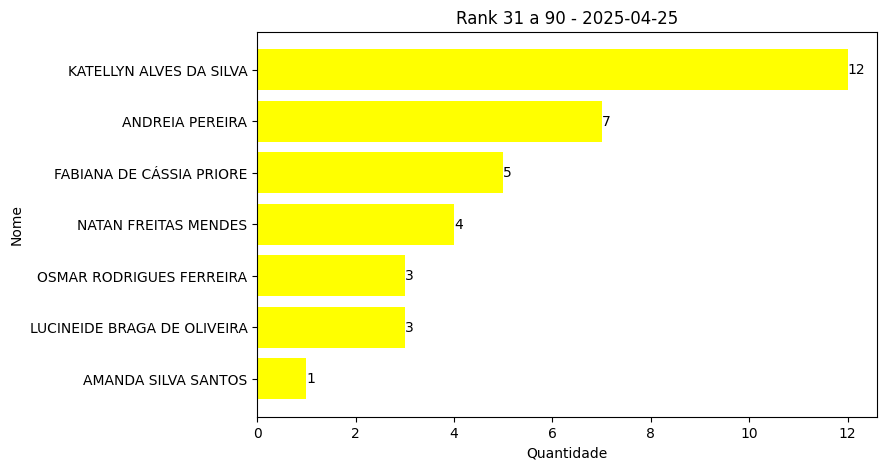 Rank 31 a 90 - 2025-04-25
KATELLYN ALVES DA SILVA 12
ANDREIA PEREIRA 7
FABIANA DE CÁSSIA PRIORE 5
NATAN FREITAS MENDES 4
OSMAR RODRIGUES FERREIRA 3
LUCINEIDE BRAGA DE OLIVEIRA 3
AMANDA SILVA SANTOS 1
Nome
0 2 4 6 8 10 12
Quantidade